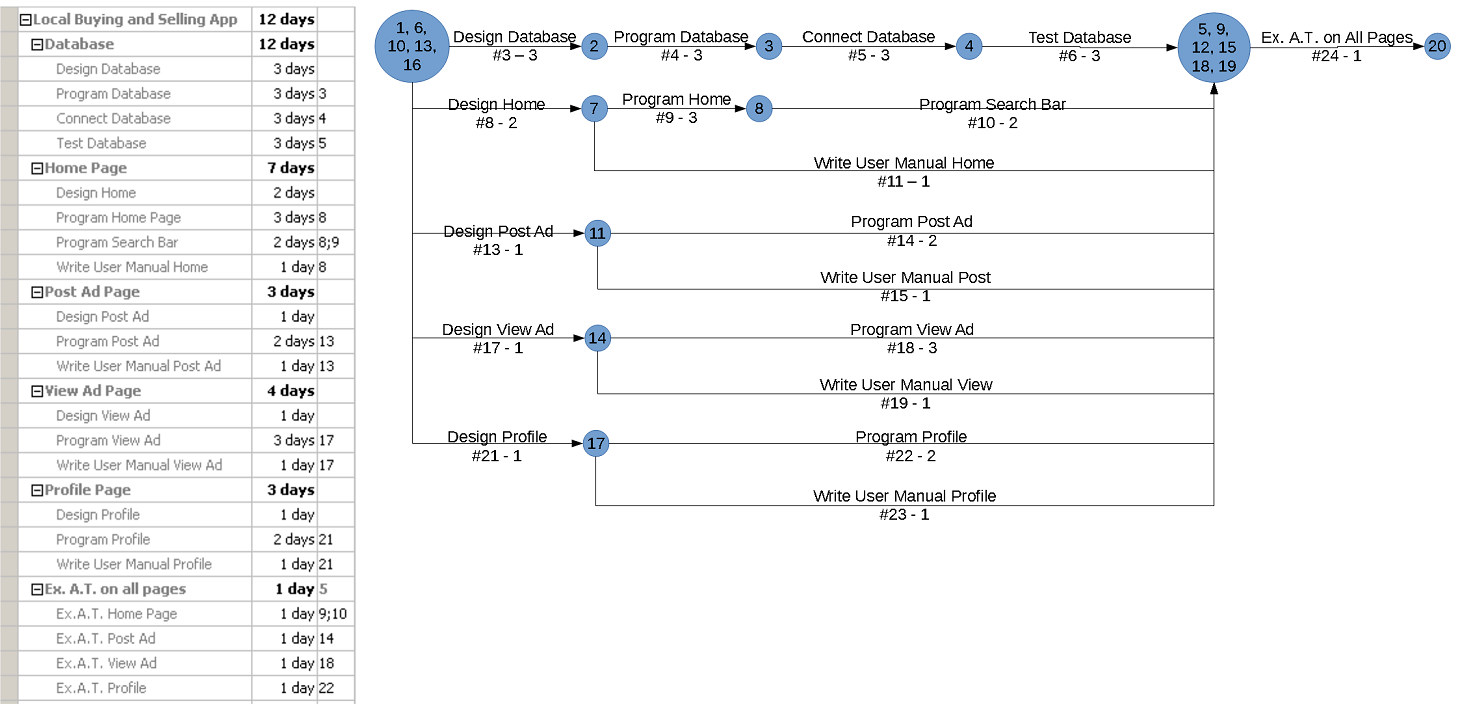 Local Buying and Selling App 12 days
Database 12 days
Design Database 3 days
Program Database 3 days 3
Connect Database 3 days 4
Test Database 3 days 5
Home Page 7 days
Design Home 2 days
Program Home Page 3 days 8
Program Search Bar 2 days 8;9
Write User Manual Home 1 day 8
Post Ad Page 3 days
Design Post Ad 1 day
Program Post Ad 2 days 13
Write User Manual Post Ad 1 day 13
View Ad Page 4 days
Design View Ad 1 day
Program View Ad 3 days 17
Write User Manual View Ad 1 day 17
Profile Page 3 days
Design Profile 1 day
Program Profile 2 days 21
Write User Manual Profile 1 day 21
Ex. A.T. on all pages 1 day 5
Ex.A.T. Home Page 1 day 9;10
Ex.A.T. Post Ad 1 day 14
Ex.A.T. View Ad 1 day 18
Ex.A.T. Profile 1 day 22
1, 6,
10, 13,
16
Design Database
#3 – 3
2
Program Database
#4 - 3
3
Connect Database
#5 - 3
4
Test Database
#6 - 3
5, 9,
12, 15
18, 19
Ex. A.T. on All Pages
#24 - 1
20
Design Home
#8 - 2
7
Program Home
#9 - 3
8
Program Search Bar
#10 - 2
Write User Manual Home
#11 – 1
Design Post Ad
#13 - 1
11
Program Post Ad
#14 - 2
Write User Manual Post
#15 - 1
Design View Ad
#17 - 1
14
Program View Ad
#18 - 3
Write User Manual View
#19 - 1
Design Profile
#21 - 1
17
Program Profile
#22 - 2
Write User Manual Profile
#23 - 1